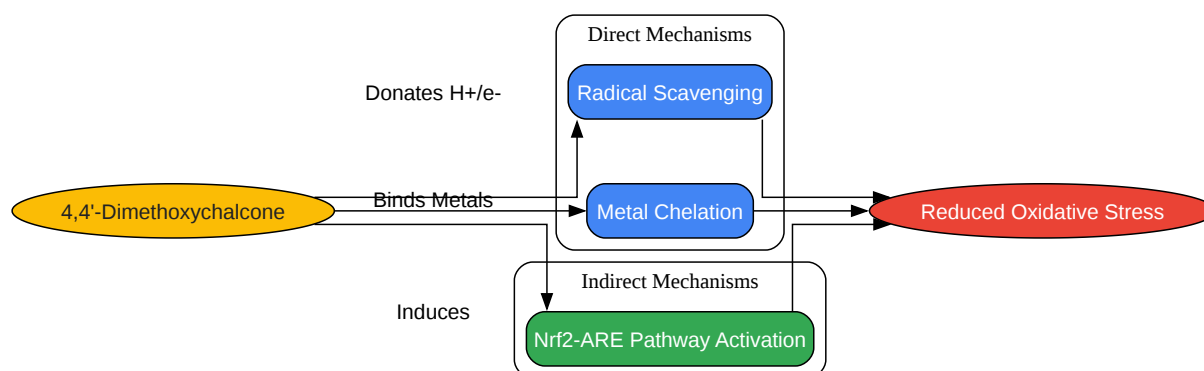 Direct Mechanisms
Donates H+/e-
Radical Scavenging
4,4'-Dimethoxychalcone
Binds Metals
Metal Chelation
Reduced Oxidative Stress
Indirect Mechanisms
Induces
Nrf2-ARE Pathway Activation